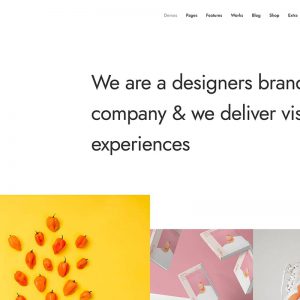 Demos Pages Features Works Blog Shop Extra
We are a designers brand
company & we deliver vis
experiences